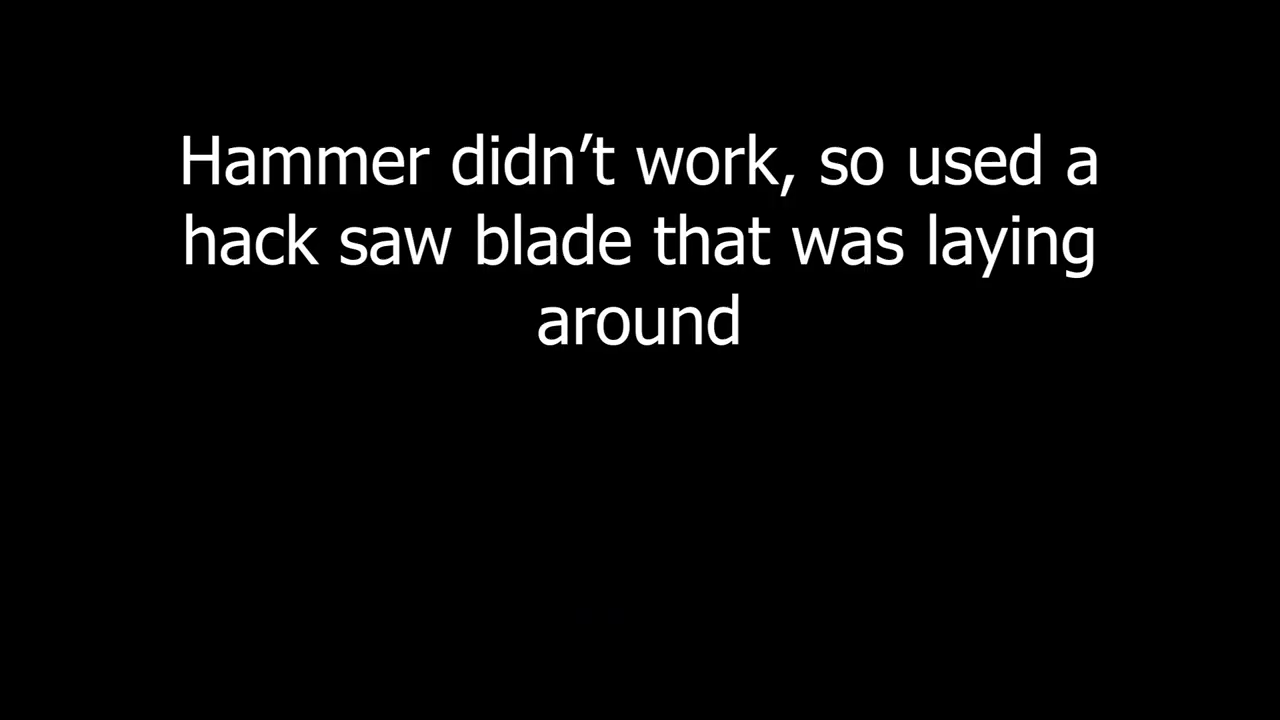 Hammer didn’t work, so used a
hack saw blade that was laying
around